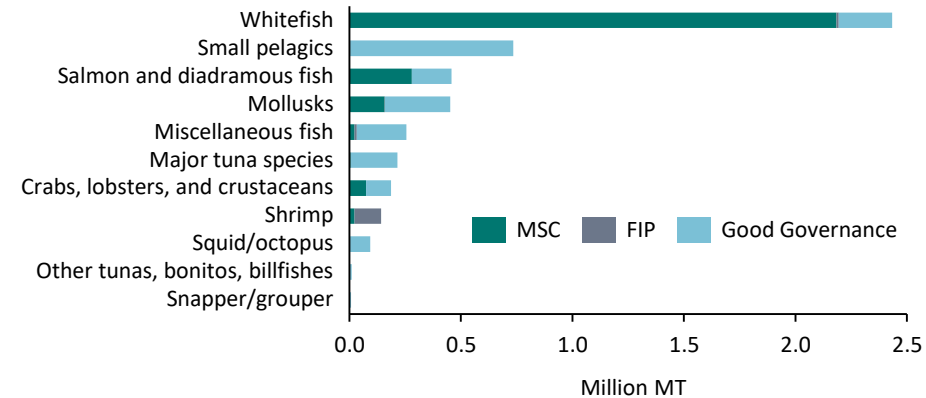 Whitefish
Small pelagics
Salmon and diadramous fish
Mollusks
Miscellaneous fish
Major tuna species
Crabs, lobsters, and crustaceans
Shrimp
Squid/octopus
Other tunas, bonitos, billfishes
Snapper/grouper
MSC FIP Good Governance
0.0 0.5 1.0 1.5 2.0 2.5
Million MT